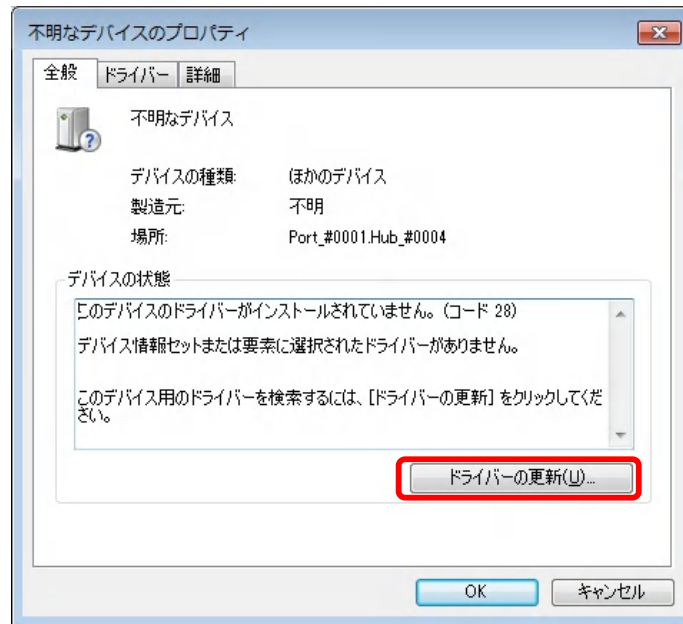 不明なデバイスのプロパティ
全般 ドライバー 詳細
不明なデバイス
デバイスの種類: ほかのデバイス
製造元: 不明
場所: Port_#0001.Hub_#0004
デバイスの状態
このデバイスのドライバーがインストールされていません。(コード 28)
デバイス情報セットまたは要素に選択されたドライバーがありません。
このデバイス用のドライバーを検索するには、[ドライバーの更新] をクリックしてくだ
さい。
ドライバーの更新(U)...
OK キャンセル